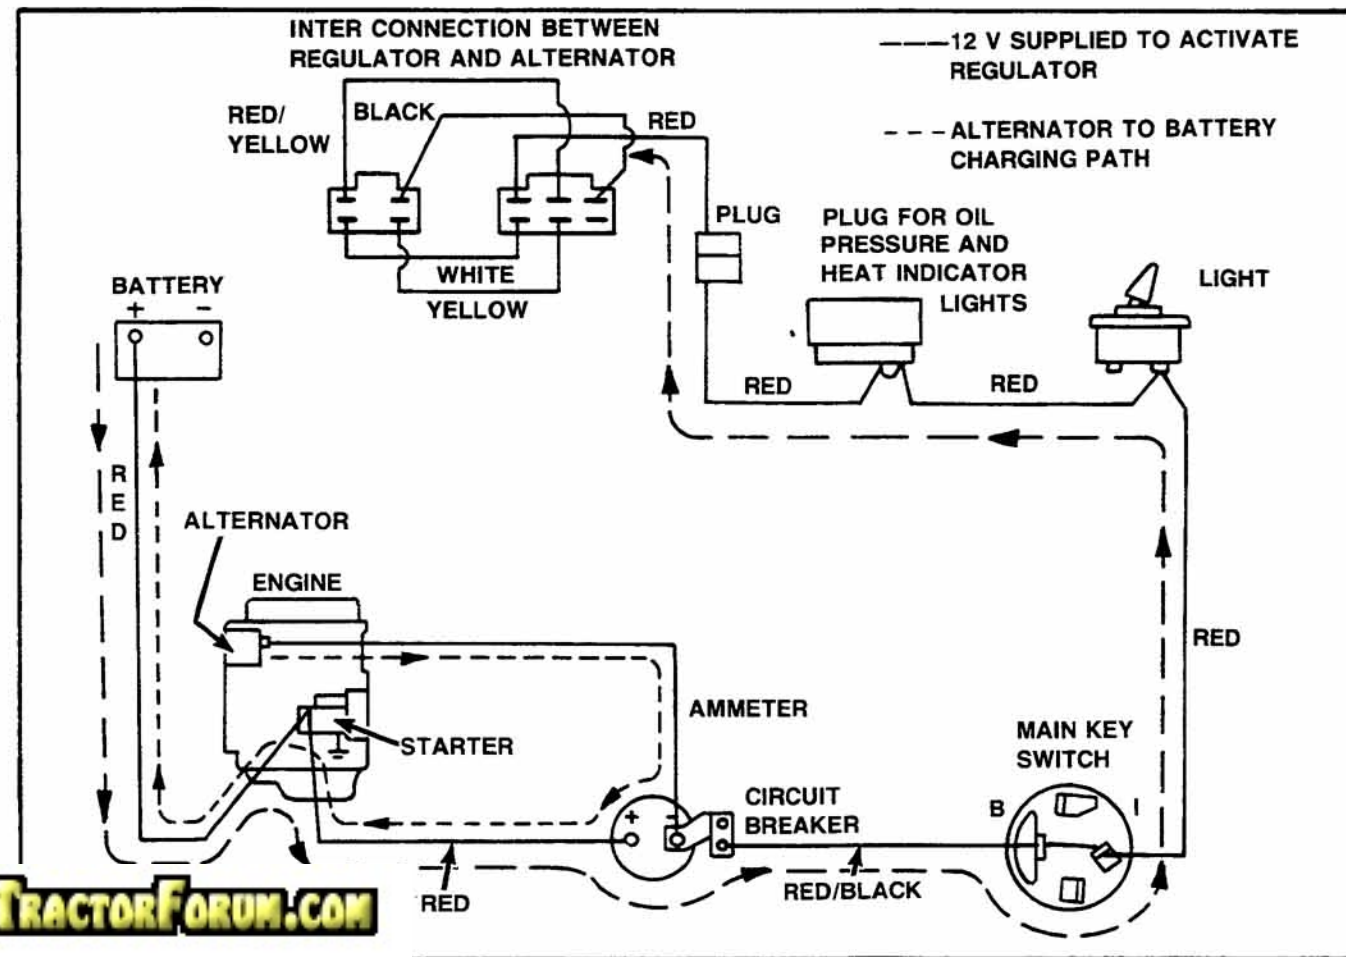 INTER CONNECTION BETWEEN
REGULATOR AND ALTERNATOR
12 V SUPPLIED TO ACTIVATE
REGULATOR
ALTERNATOR TO BATTERY
CHARGING PATH
RED/
YELLOW
BLACK
RED
PLUG
PLUG FOR OIL
PRESSURE AND
HEAT INDICATOR
LIGHTS
LIGHT
WHITE
YELLOW
BATTERY
+ -
RED
RED
RED
ALTERNATOR
ENGINE
RED
AMMETER
STARTER
MAIN KEY
SWITCH
+ -
CIRCUIT
BREAKER
B I
RED
RED/BLACK
TRACTORFORUM.COM